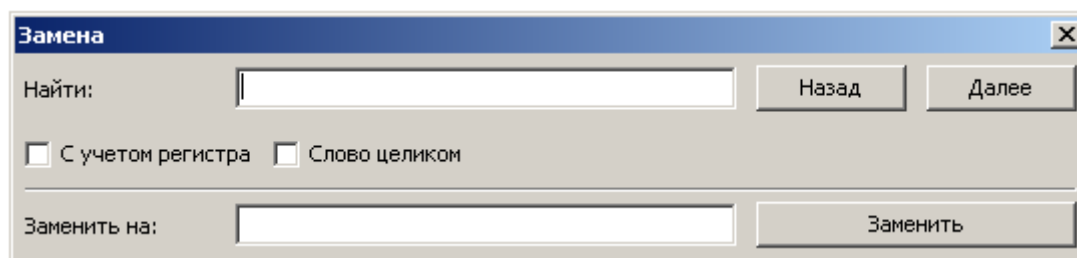 Замена
Найти: Назад Далее
С учетом регистра Слово целиком
Заменить на: Заменить